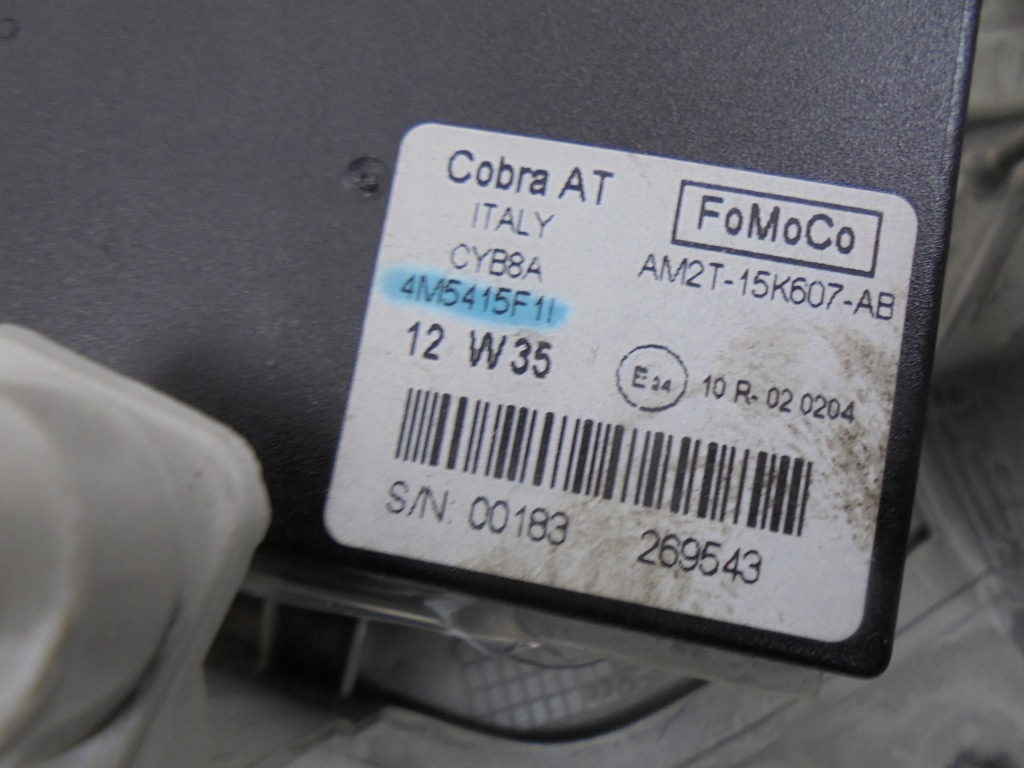 Cobra AT
ITALY
CYB8A
4M5415F1I
12 W35
FoMoCo
AM2T-15K607-AB
E24 10 R- 02 0204
S/N: 00183 269543